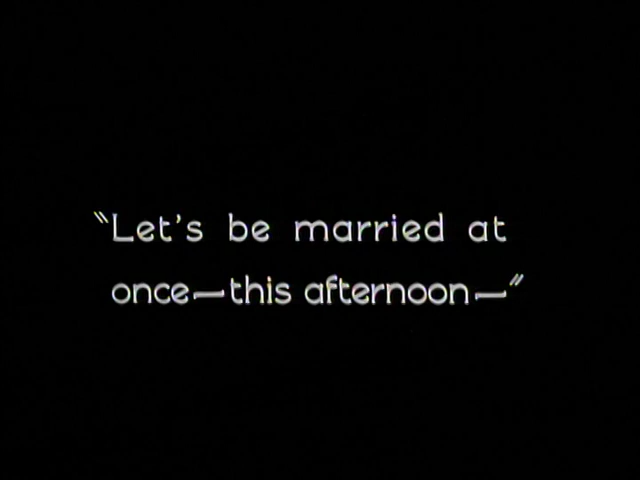 "Let's be married at
once—this afternoon—"